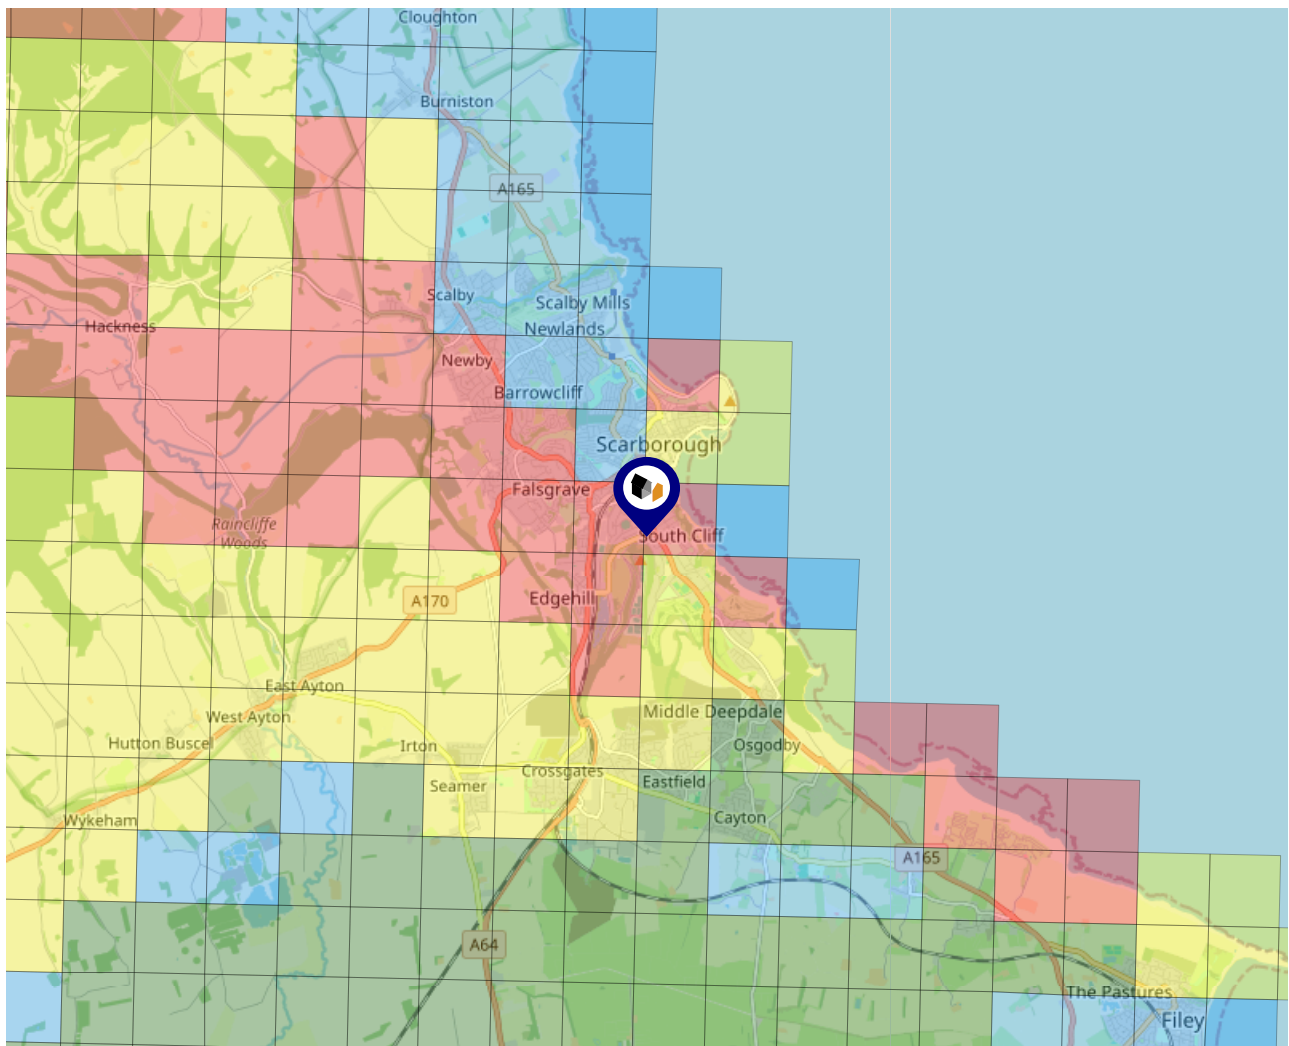 Cloughton
Burniston
A165
Scalby
Scalby Mills
Newlands
Hackness
Newby
Barrowcliff
Scarborough
Falsgrave
Raincliffe
Woods
South Cliff
A170
Edgehill
East Ayton
West Ayton
Middle Deepdale
Hutton Buscel
Irton
Osgodby
Crossgates
Seamer
Eastfield
Wykeham
Cayton
A165
A64
The Pastures
Filey